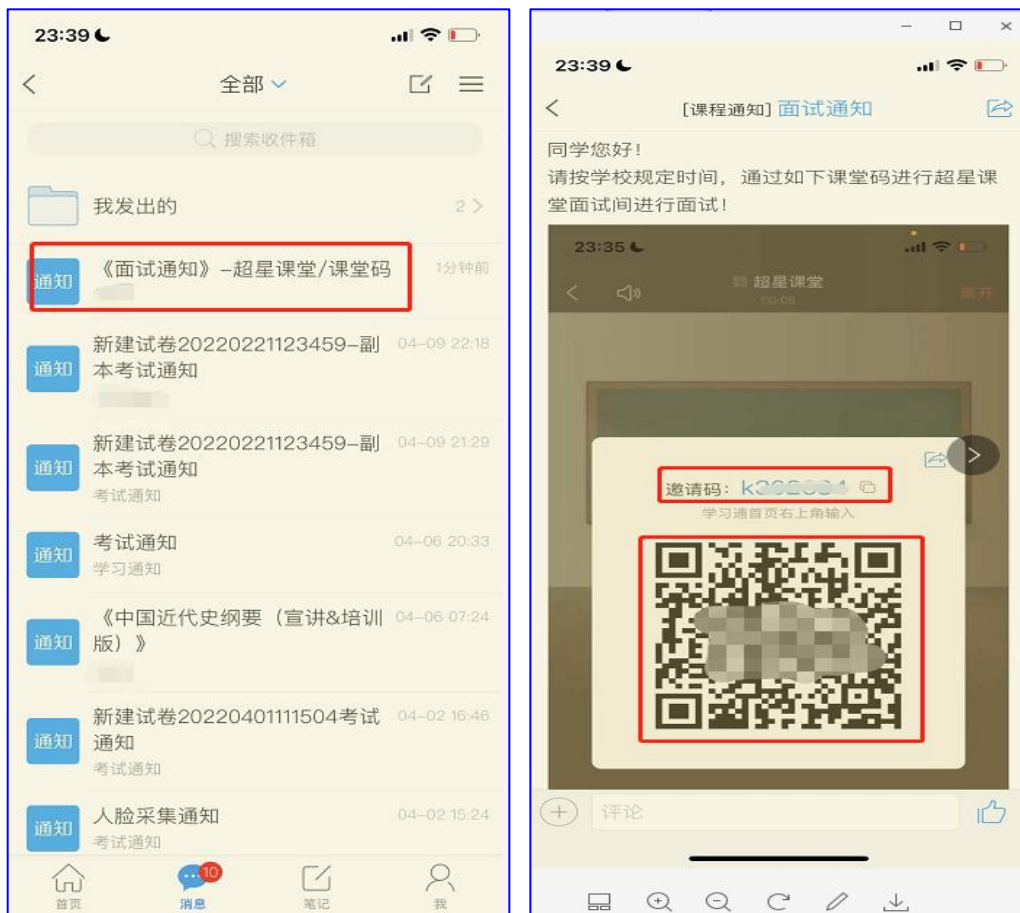 23:39
全部
搜索收件箱
我发出的
2
通知
《面试通知》–超星课堂/课堂码
1分钟前
通知
新建试卷20220221123459–副
本考试通知
04–09 22:18
通知
新建试卷20220221123459–副
本考试通知
04–09 21:29
考试通知
通知
考试通知
04–06 20:33
学习通知
通知
《中国近代史纲要（宣讲&培训
版）》
04–06 07:24
通知
新建试卷20220401111504考试
通知
04–02 16:46
考试通知
通知
人脸采集通知
04–02 15:24
考试通知
10
首页
消息
笔记
我
23:39
[课程通知] 面试通知
同学您好！
请按学校规定时间，通过如下课堂码进行超星课
堂面试间进行面试！
23:35
超星课堂
00:05
离开
邀请码：
学习通首页右上角输入
评论